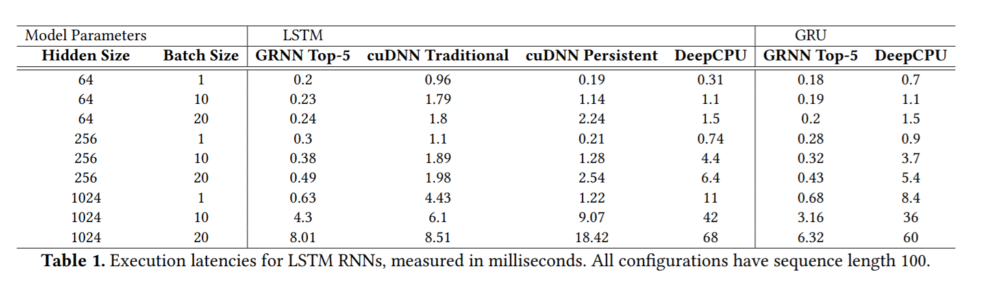 Model Parameters LSTM GRU
Hidden Size Batch Size GRNN Top-5 cuDNN Traditional cuDNN Persistent DeepCPU GRNN Top-5 DeepCPU
64 1 0.2 0.96 0.19 0.31 0.18 0.7
64 10 0.23 1.79 1.14 1.1 0.19 1.1
64 20 0.24 1.8 2.24 1.5 0.2 1.5
256 1 0.3 1.1 0.21 0.74 0.28 0.9
256 10 0.38 1.89 1.28 4.4 0.32 3.7
256 20 0.49 1.98 2.54 6.4 0.43 5.4
1024 1 0.63 4.43 1.22 11 0.68 8.4
1024 10 4.3 6.1 9.07 42 3.16 36
1024 20 8.01 8.51 18.42 68 6.32 60
Table 1. Execution latencies for LSTM RNNs, measured in milliseconds. All configurations have sequence length 100.